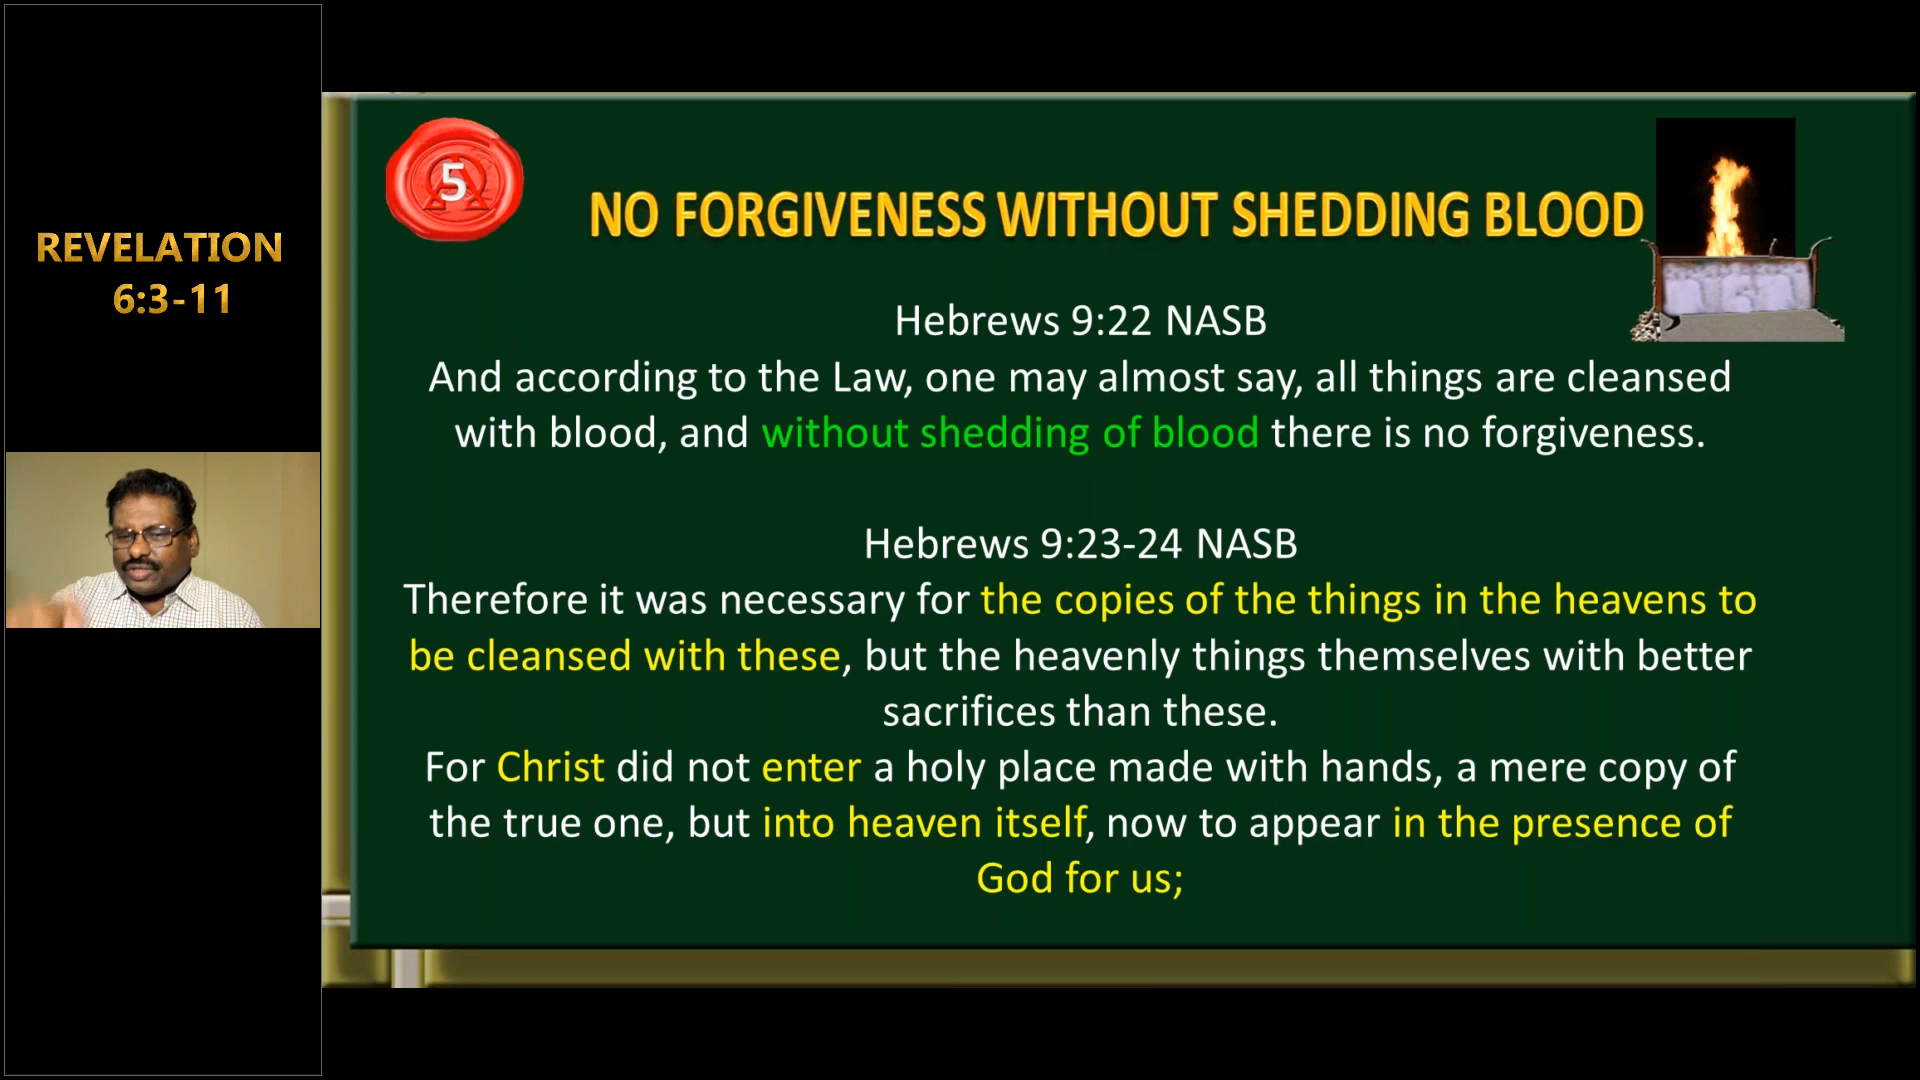 REVELATION
6:3-11
5
NO FORGIVENESS WITHOUT SHEDDING BLOOD
Hebrews 9:22 NASB
And according to the Law, one may almost say, all things are cleansed
with blood, and without shedding of blood there is no forgiveness.
Hebrews 9:23-24 NASB
Therefore it was necessary for the copies of the things in the heavens to
be cleansed with these, but the heavenly things themselves with better
sacrifices than these.
For Christ did not enter a holy place made with hands, a mere copy of
the true one, but into heaven itself, now to appear in the presence of
God for us;